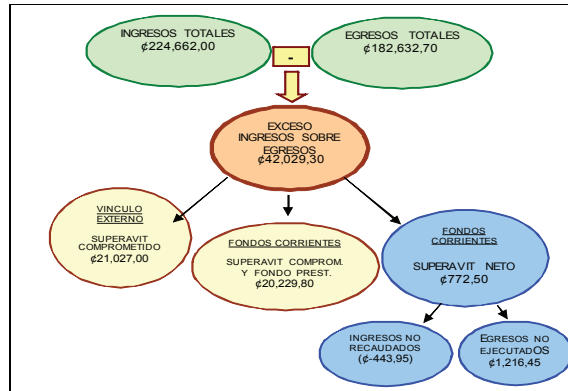 INGRESOS TOTALES
¢224,662,00
EGRESOS TOTALES
¢182,632,70
-
EXCESO
INGRESOS SOBRE
EGRESOS
¢42,029,30
VINCULO
EXTERNO
SUPERAVIT
COMPROMETIDO
¢21,027,00
FONDOS CORRIENTES
SUPERAVIT COMPROM.
Y FONDO PREST.
¢20,229,80
FONDOS
CORRIENTES
SUPERAVIT NETO
¢772,50
INGRESOS NO
RECAUDADOS
(¢-443,95)
EGRESOS NO
EJECUTADOS
¢1,216,45